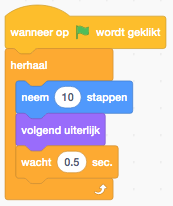 wanneer op wordt geklikt
herhaal
neem 10 stappen
volgend uiterlijk
wacht 0.5 sec.